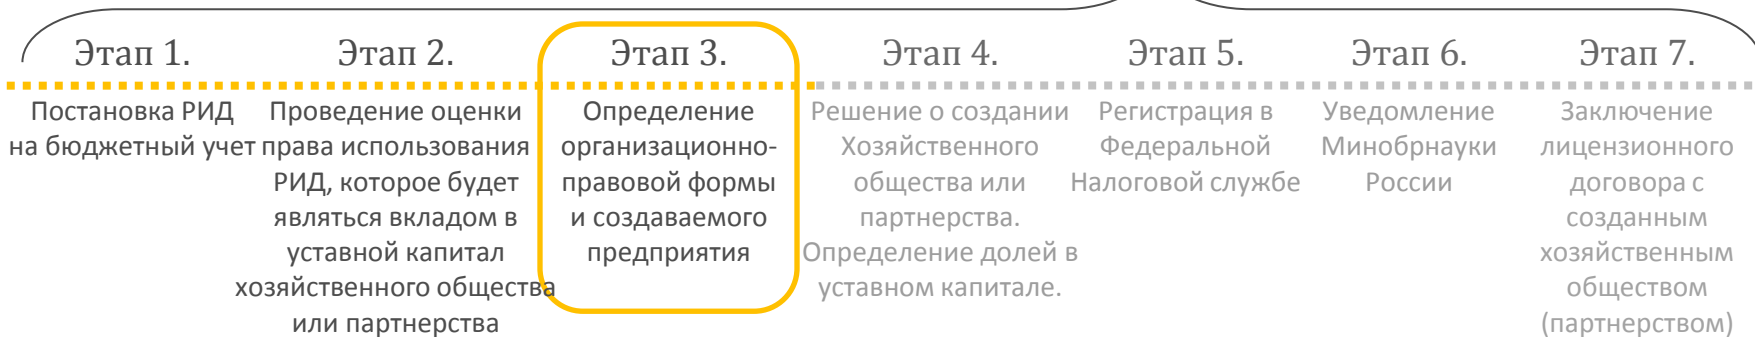 Этап 1.
Постановка РИД
на бюджетный учет
Этап 2.
Проведение оценки
права использования
РИД, которое будет
являться вкладом в
уставной капитал
хозяйственного общества
или партнерства
Этап 3.
Определение
организационно-
правовой формы
и создаваемого
предприятия
Этап 4.
Решение о создании
Хозяйственного
общества или
партнерства.
Определение долей в
уставном капитале.
Этап 5.
Регистрация в
Федеральной
Налоговой службе
Этап 6.
Уведомление
Минобрнауки
России
Этап 7.
Заключение
лицензионного
договора с
созданным
хозяйственным
обществом
(партнерством)